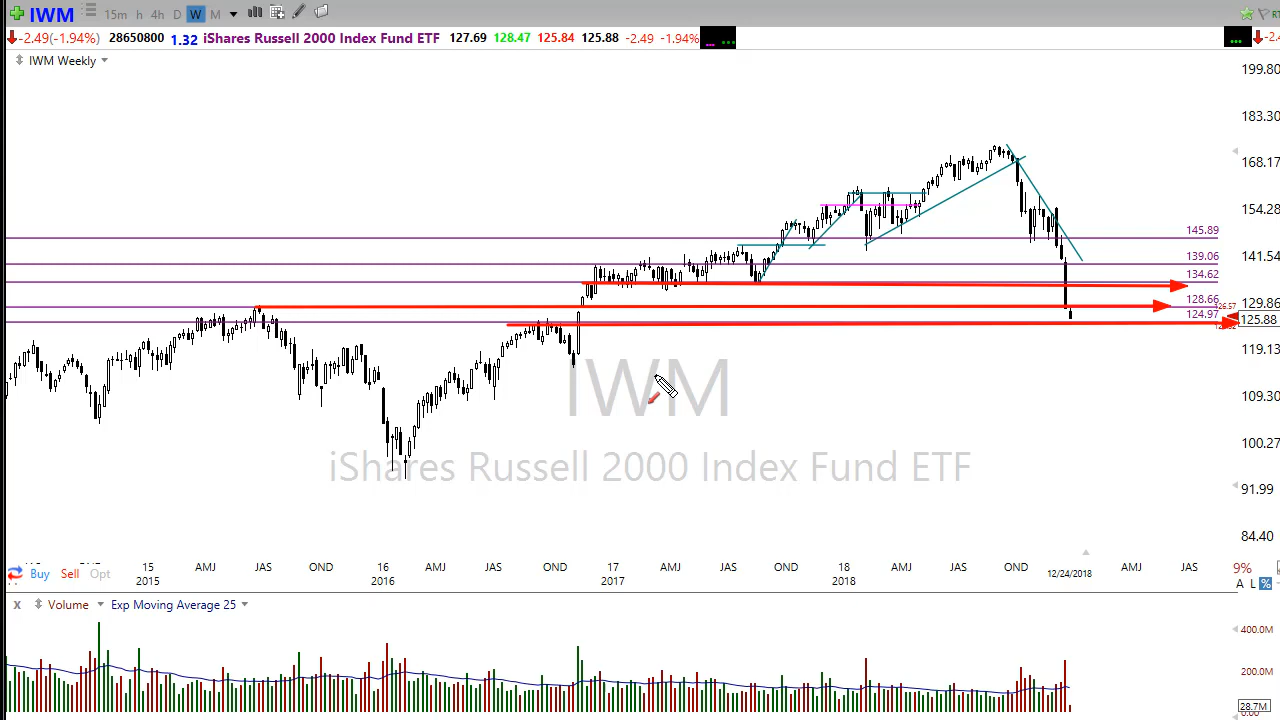 IWM 15m h 4h D W M
-2.49(-1.94%) 28650800 1.32 iShares Russell 2000 Index Fund ETF 127.69 128.47 125.84 125.88 -2.49 -1.94%
IWM Weekly
199.80
183.30
168.17
154.28
145.89
141.54
139.06
134.62
128.66
129.86
124.97
125.88
119.13
109.30
100.27
91.99
84.40
IWM
iShares Russell 2000 Index Fund ETF
15 AMJ JAS OND 16 AMJ JAS OND 17 AMJ JAS OND 18 AMJ JAS OND AMJ JAS
2015 2016 2017 2018 12/24/2018
9%
Buy Sell Opt
A L %
X Volume Exp Moving Average 25
400.0M
200.0M
28.7M